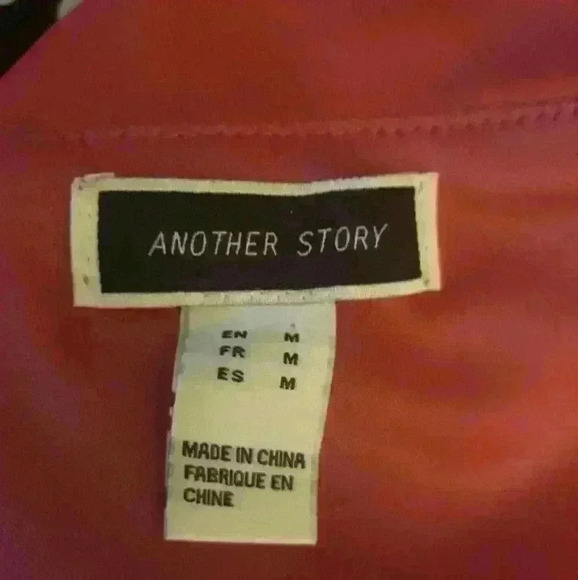 ANOTHER STORY
EN M
FR M
ES M
MADE IN CHINA
FABRIQUE EN
CHINE